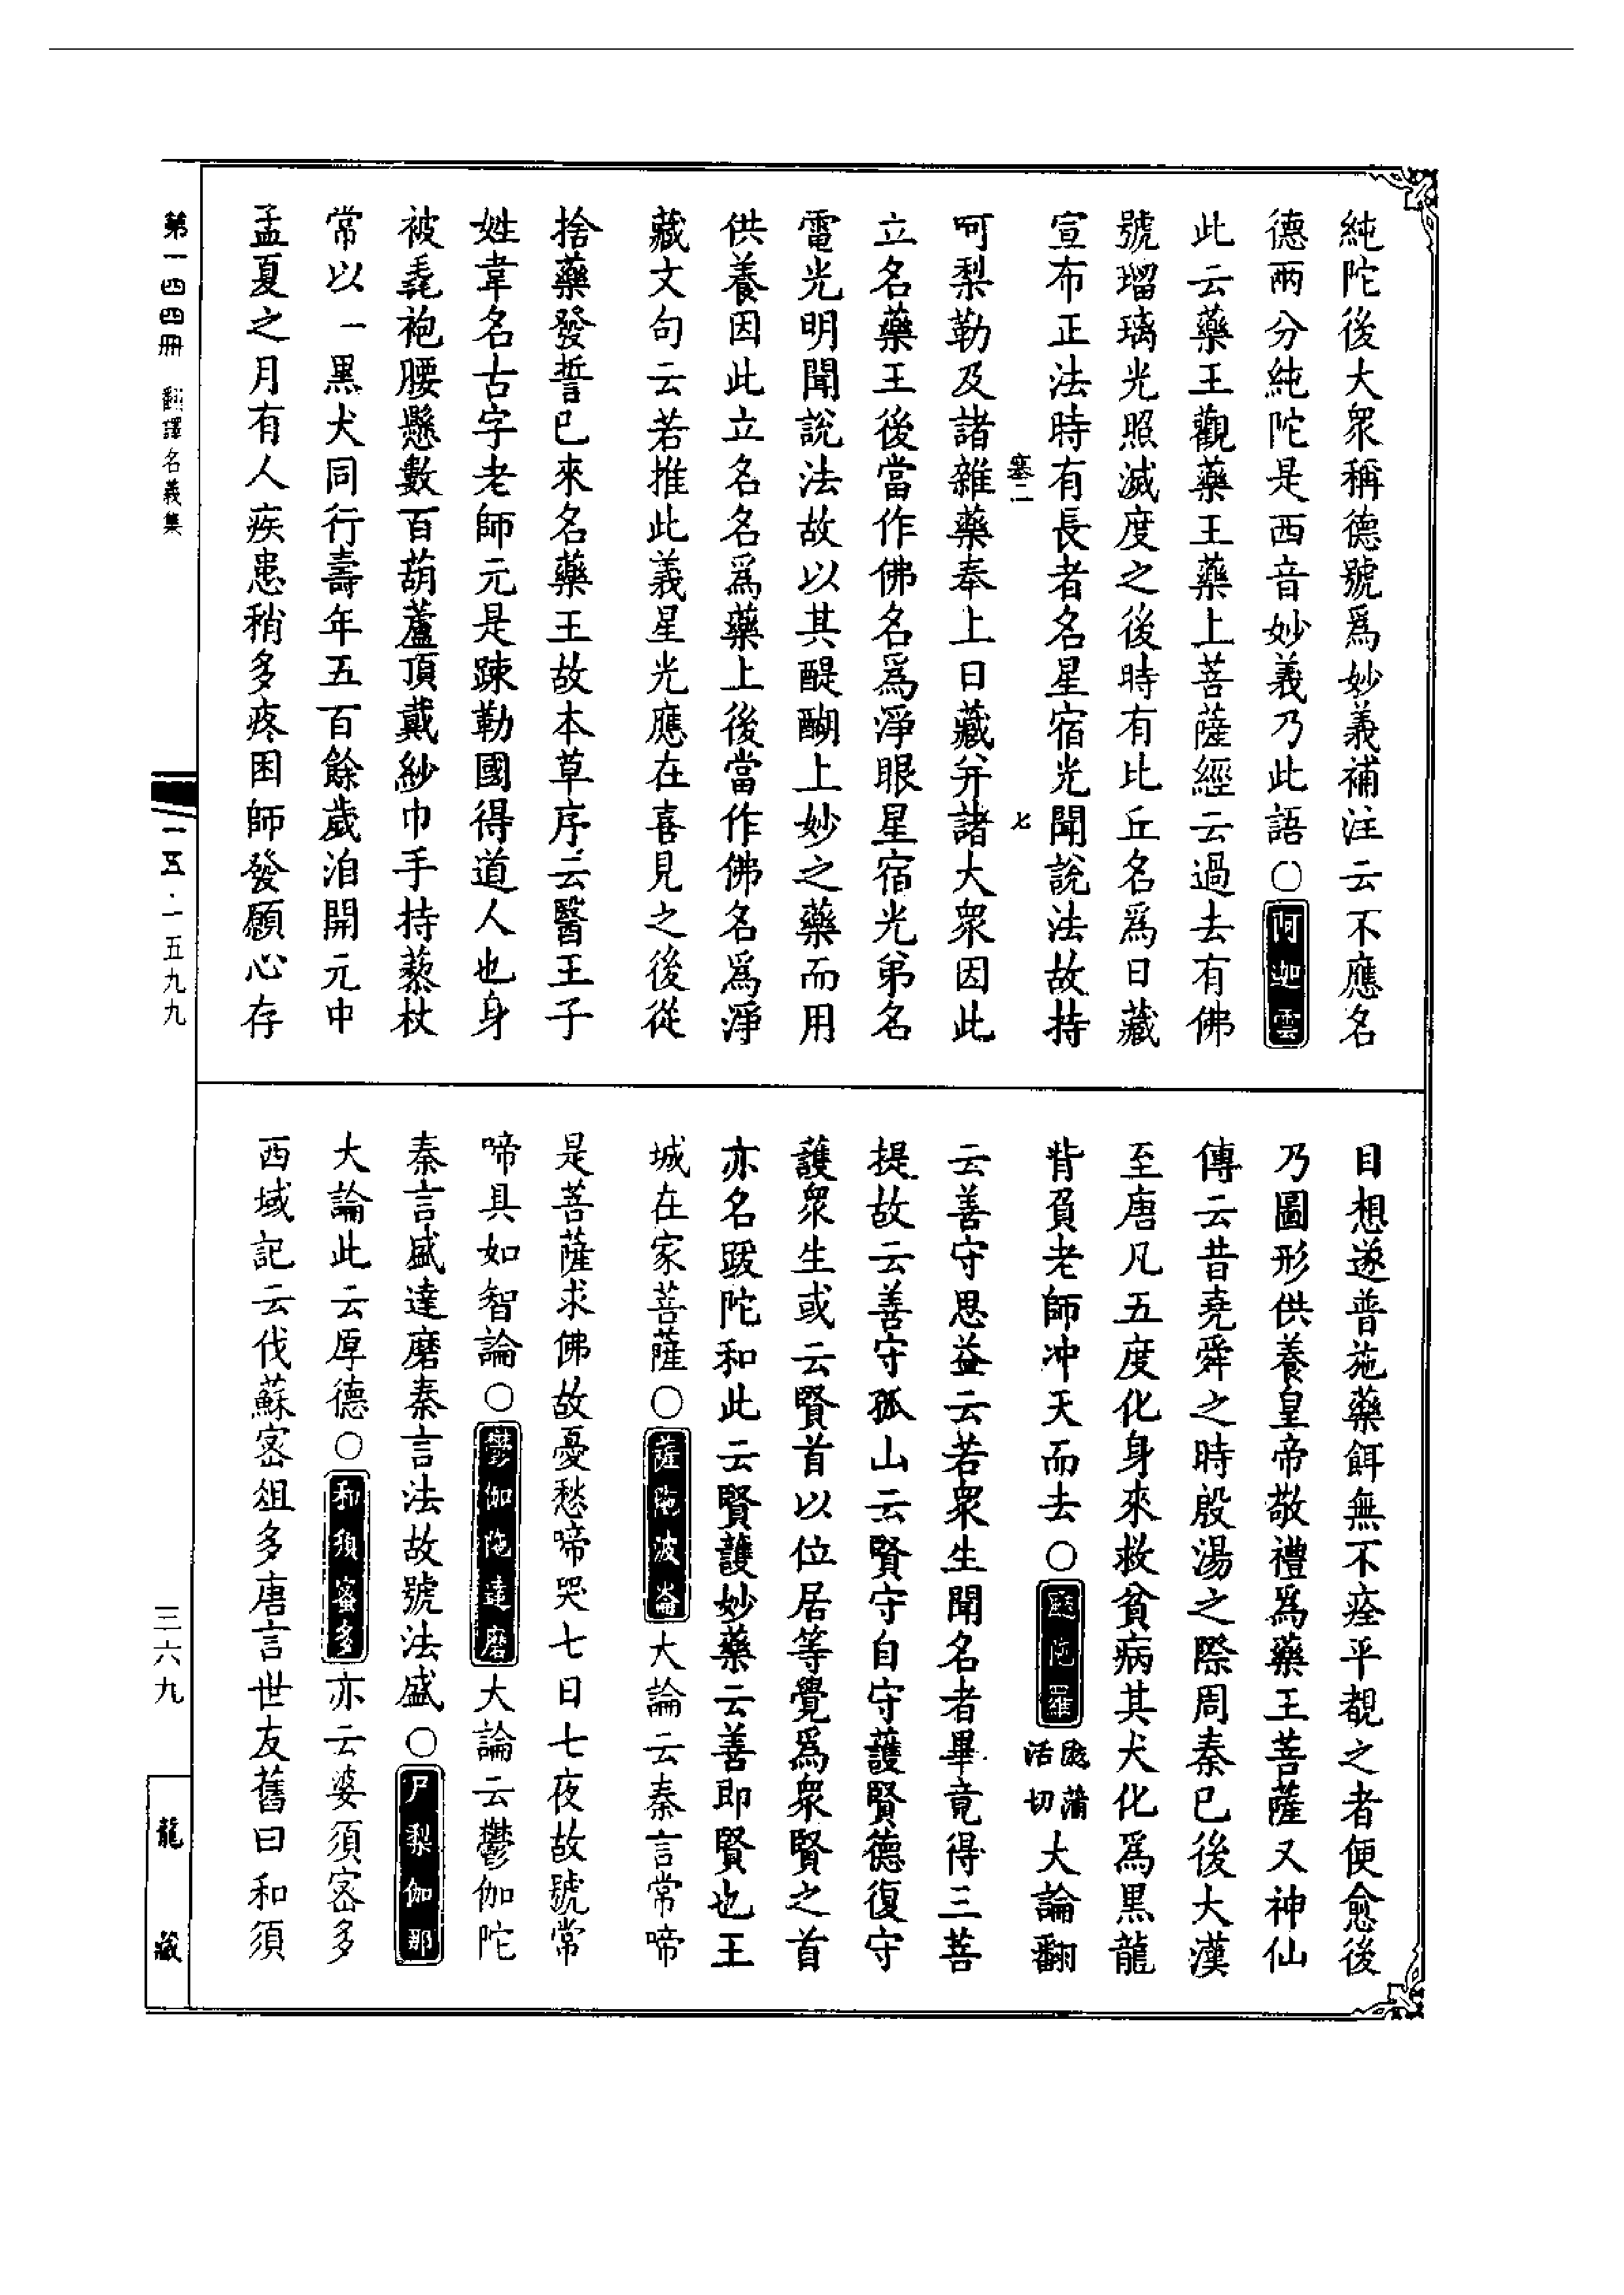 純陀後大衆稱德號爲妙義補注云不應名
德兩分純陀是西音妙義乃此語○阿迦雲
此云藥王觀藥王藥上菩薩經云過去有佛
號瑠璃光照滅度之後時有比丘名爲日藏
宣布正法時有長者名星宿光聞說法故持
塞二 七
呵梨勒及諸雜藥奉上日藏并諸大衆因此
立名藥王後當作佛名爲淨眼星宿光弟名
電光明聞說法故以其醍醐上妙之藥而用
供養因此立名名爲藥上後當作佛名爲淨
藏文句云若推此義星光應在喜見之後從
捨藥發誓已來名藥王故本草序云醫王子
姓韋名古字老師元是踈勒國得道人也身
被毳袍腰懸數百葫蘆頂戴紗巾手持藜杖
常以一黑犬同行壽年五百餘歲洎開元中
孟夏之月有人疾患稍多疼困師發願心存
目想遂普施藥餌無不痊平覩之者便愈後
乃圖形供養皇帝敬禮爲藥王菩薩又神仙
傳云昔堯舜之時殷湯之際周秦已後大漢
至唐凡五度化身來救貧病其犬化爲黑龍
背負老師冲天而去○䟦陀羅䟦蒲活切大論翻
云善守思益云若衆生聞名者畢竟得三菩
提故云善守孤山云賢守自守護賢德復守
護衆生或云賢首以位居等覺爲衆賢之首
亦名跋陀和此云賢護妙藥云善即賢也王
城在家菩薩○薩陀波崙大論云秦言常啼
是菩薩求佛故憂愁啼哭七日七夜故號常
啼具如智論○鬱伽陀達磨大論云鬱伽陀
秦言盛達磨秦言法故號法盛○尸梨伽那
大論此云厚德○和須蜜多亦云婆須密多
西域記云伐蘇密呾多唐言世友舊曰和須
第一四四冊 翻譯名義集
一五·一五九九
三六九
龍藏